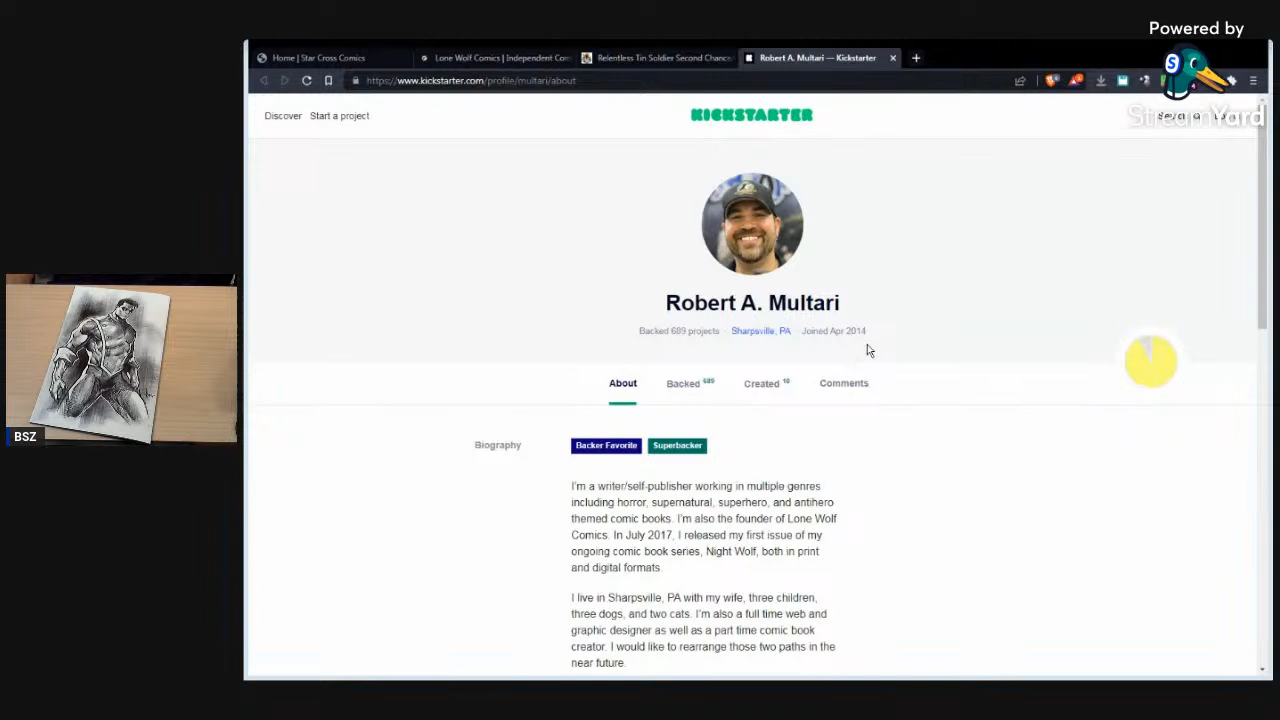 Powered by
StreamYard
Home | Star Cross Comics
Lone Wolf Comics | Independent Com
Relentless Tin Soldier Second Chance
Robert A. Multari — Kickstarter
https://www.kickstarter.com/profile/multari/about
Discover Start a project
KICKSTARTER
Robert A. Multari
Backed 689 projects · Sharpsville, PA Joined Apr 2014
About Backed 689 Created 10 Comments
Biography
Backer Favorite Superbacker
I'm a writer/self-publisher working in multiple genres
including horror, supernatural, superhero, and antihero
themed comic books. I'm also the founder of Lone Wolf
Comics. In July 2017, I released my first issue of my
ongoing comic book series, Night Wolf, both in print
and digital formats.
I live in Sharpsville, PA with my wife, three children,
three dogs, and two cats. I'm also a full time web and
graphic designer as well as a part time comic book
creator. I would like to rearrange those two paths in the
near future.
BSZ